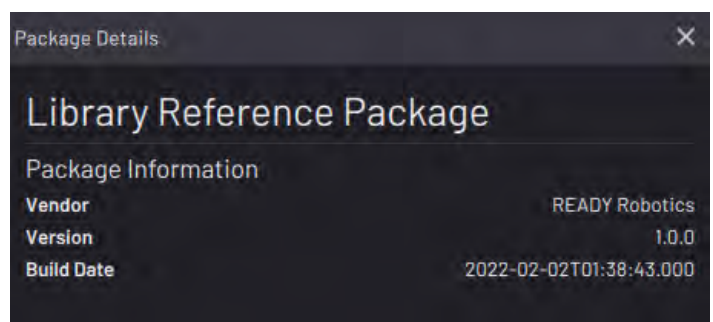 Package Details
Library Reference Package
Package Information
Vendor READY Robotics
Version 1.0.0
Build Date 2022-02-02T01:38:43.000